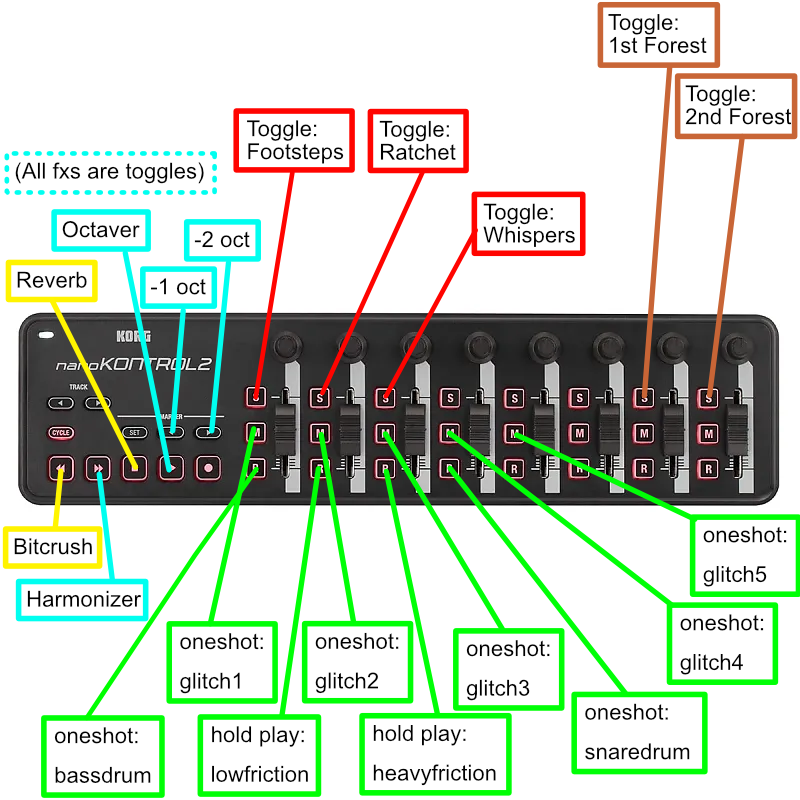 Toggle:
1st Forest
Toggle:
2nd Forest
Toggle:
Footsteps
Toggle:
Ratchet
(All fxs are toggles)
Toggle:
Whispers
Octaver
-2 oct
Reverb
-1 oct
KORG
nanoKONTROL2
TRACK
CYCLE
SET
S
S
S
S
S
S
S
M
M
M
M
M
M
M
R
R
R
R
R
R
R
R
Bitcrush
Harmonizer
oneshot:
glitch5
oneshot:
glitch4
oneshot:
glitch1
oneshot:
glitch2
oneshot:
glitch3
oneshot:
snaredrum
oneshot:
bassdrum
hold play:
lowfriction
hold play:
heavyfriction